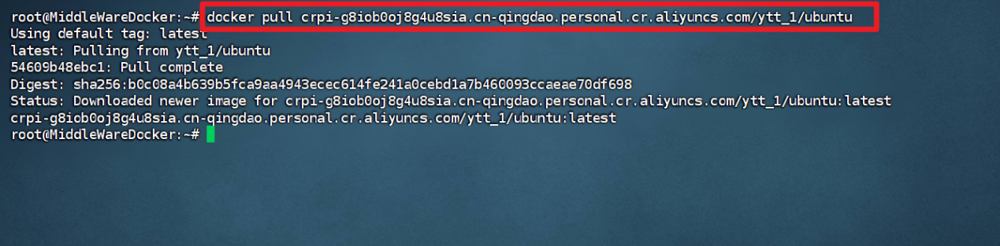 root@MiddleWareDocker:~# docker pull crpi-g8iob0oj8g4u8sia.cn-qingdao.personal.cr.aliyuncs.com/ytt_1/ubuntu
Using default tag: latest
latest: Pulling from ytt_1/ubuntu
54609b48ebc1: Pull complete
Digest: sha256:b0c08a4b639b5fca9aa4943ecec614fe241a0cebd1a7b460093ccaeae70df698
Status: Downloaded newer image for crpi-g8iob0oj8g4u8sia.cn-qingdao.personal.cr.aliyuncs.com/ytt_1/ubuntu:latest
crpi-g8iob0oj8g4u8sia.cn-qingdao.personal.cr.aliyuncs.com/ytt_1/ubuntu:latest
root@MiddleWareDocker:~#